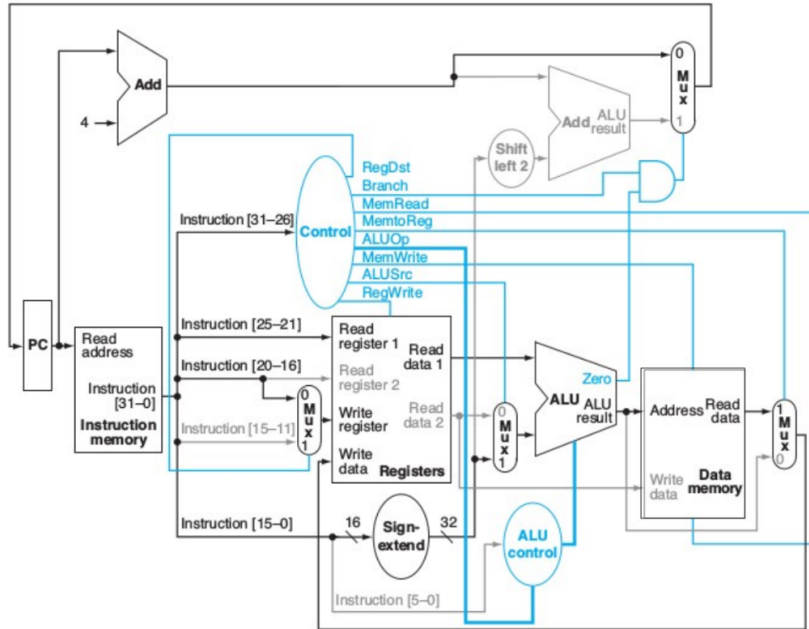 Add
4
0
M
u
x
1
Add
ALU
result
Shift
left 2
RegDst
Branch
MemRead
MemtoReg
ALUOp
MemWrite
ALUSrc
RegWrite
Control
Instruction [31–26]
Instruction [25–21]
Instruction [20–16]
Instruction [15–11]
Instruction [15–0]
PC
Read
address
Instruction
[31–0]
Instruction
memory
0
M
u
x
1
Read
register 1
Read
register 2
Write
register
Write
data
Read
data 1
Read
data 2
Registers
0
M
u
x
1
Zero
ALU
ALU
result
Address
Read
data
Write
data
Data
memory
1
M
u
x
0
16
Sign-
extend
32
ALU
control
Instruction [5–0]